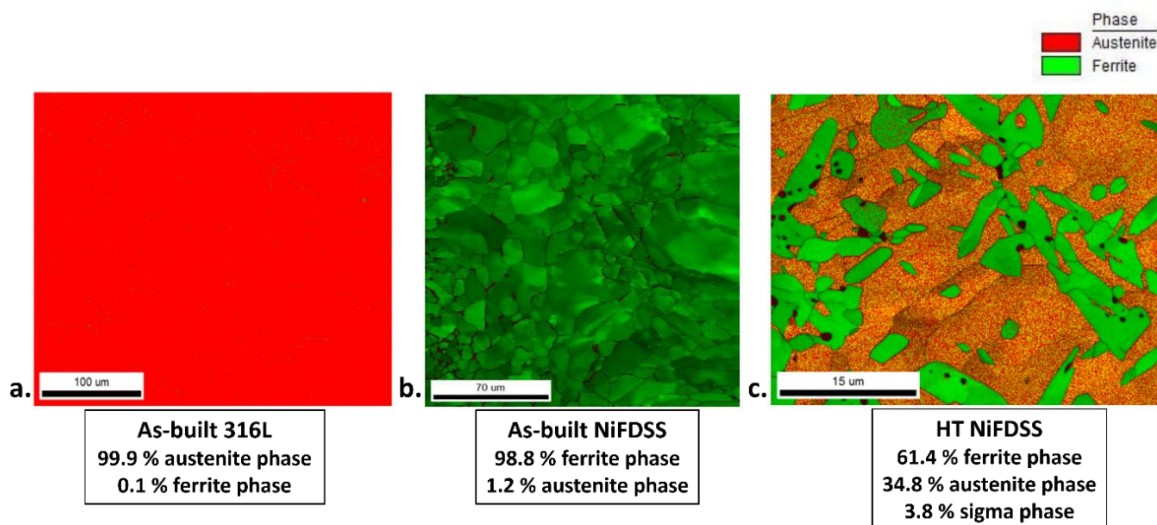 Phase
Austenite
Ferrite
a.
100 um
b.
70 um
c.
15 um
As-built 316L
99.9 % austenite phase
0.1 % ferrite phase
As-built NiFDSS
98.8 % ferrite phase
1.2 % austenite phase
HT NiFDSS
61.4 % ferrite phase
34.8 % austenite phase
3.8 % sigma phase